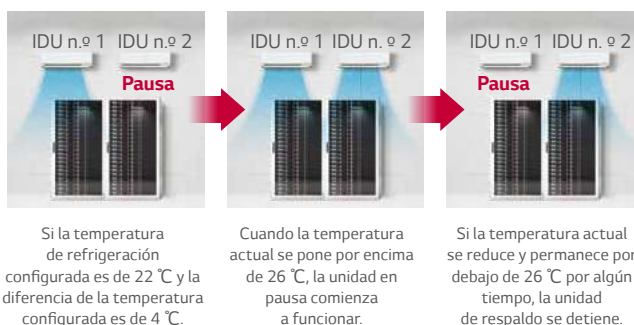 IDU n.º 1 IDU n.º 2
Pausa
Si la temperatura
de refrigeración
configurada es de 22 ℃ y la
diferencia de la temperatura
configurada es de 4 ℃.
IDU n.º 1 IDU n. º 2
Cuando la temperatura
actual se pone por encima
de 26 ℃, la unidad en
pausa comienza
a funcionar.
IDU n.º 1 IDU n. º 2
Pausa
Si la temperatura actual
se reduce y permanece por
debajo de 26 ℃ por algún
tiempo, la unidad
de respaldo se detiene.